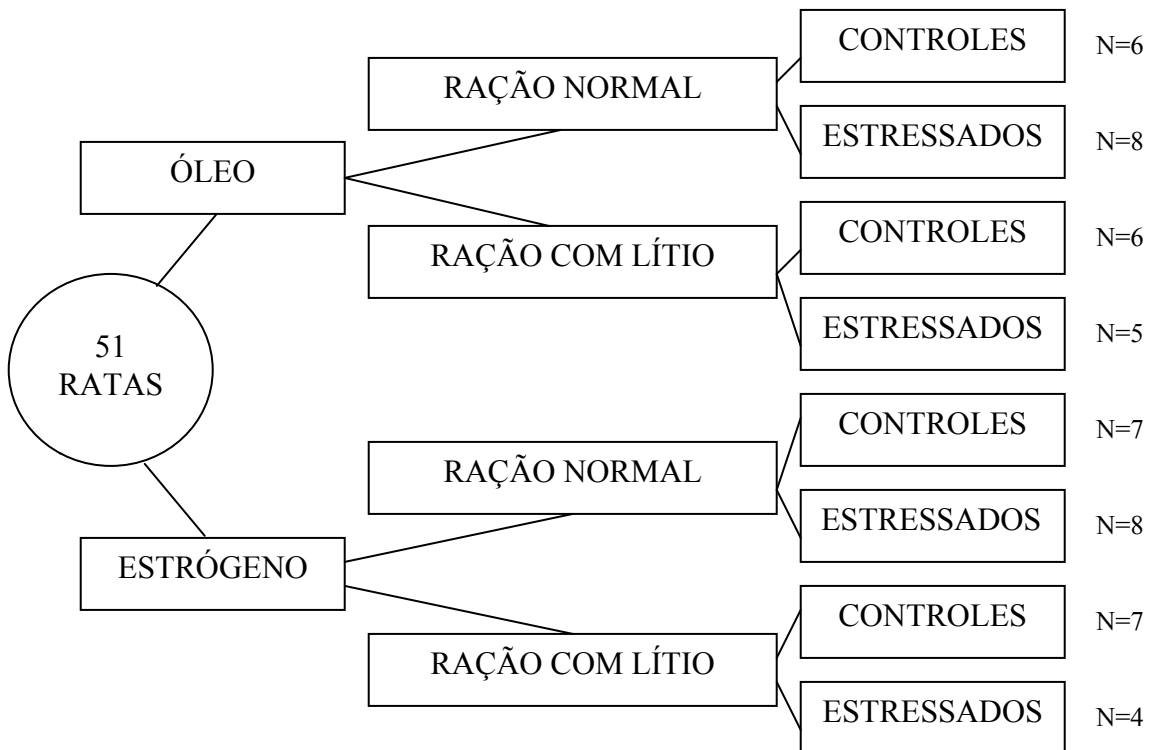 51
RATAS
ÓLEO
RAÇÃO NORMAL
CONTROLES N=6
ESTRESSADOS N=8
RAÇÃO COM LÍTIO
CONTROLES N=6
ESTRESSADOS N=5
ESTRÓGENO
RAÇÃO NORMAL
CONTROLES N=7
ESTRESSADOS N=8
RAÇÃO COM LÍTIO
CONTROLES N=7
ESTRESSADOS N=4